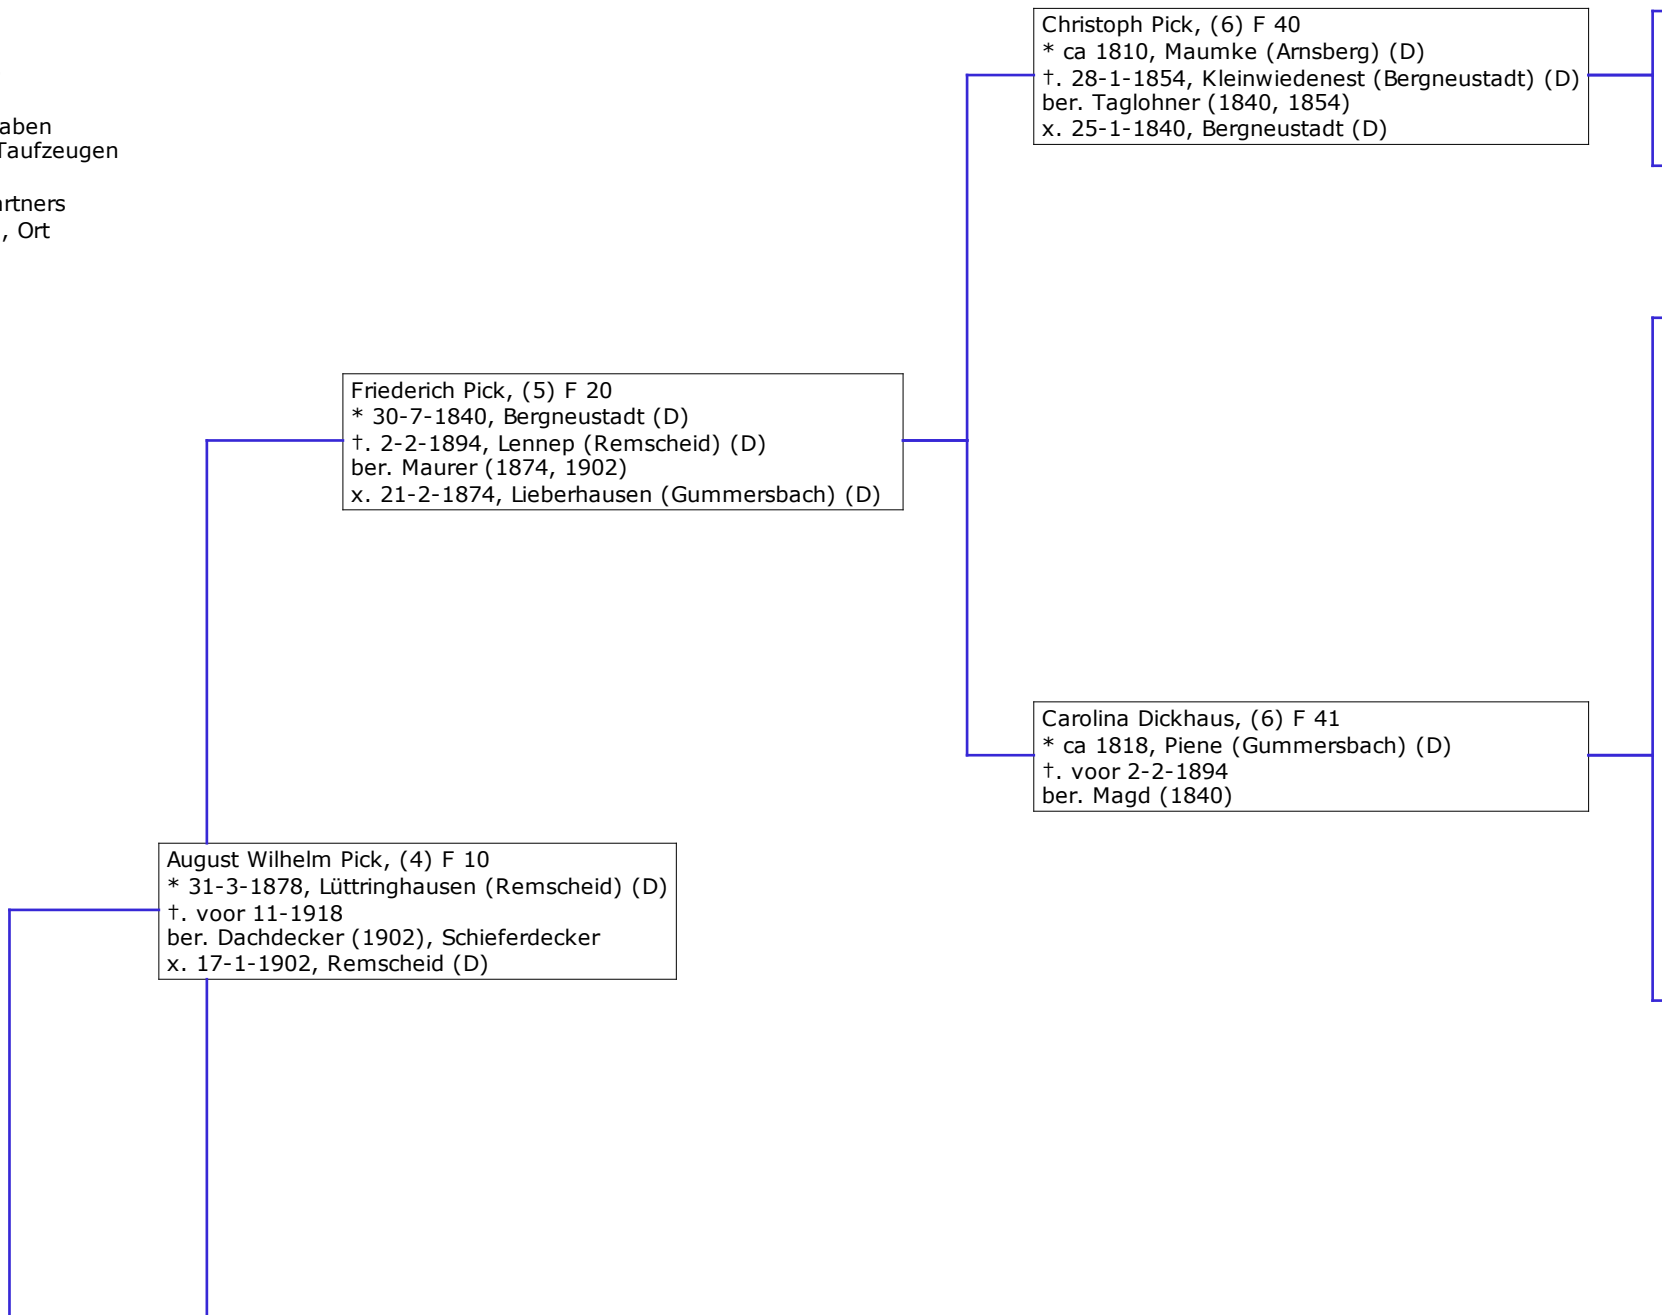 Christoph Pick, (6) F 40
* ca 1810, Maumke (Arnsberg) (D)
†. 28-1-1854, Kleinwiedenest (Bergneustadt) (D)
ber. Taglohner (1840, 1854)
x. 25-1-1840, Bergneustadt (D)
aben
Taufzeugen
artners
, Ort
Friederich Pick, (5) F 20
* 30-7-1840, Bergneustadt (D)
†. 2-2-1894, Lennep (Remscheid) (D)
ber. Maurer (1874, 1902)
x. 21-2-1874, Lieberhausen (Gummersbach) (D)
Carolina Dickhaus, (6) F 41
* ca 1818, Piene (Gummersbach) (D)
†. voor 2-2-1894
ber. Magd (1840)
August Wilhelm Pick, (4) F 10
* 31-3-1878, Lüttringhausen (Remscheid) (D)
†. voor 11-1918
ber. Dachdecker (1902), Schieferdecker
x. 17-1-1902, Remscheid (D)